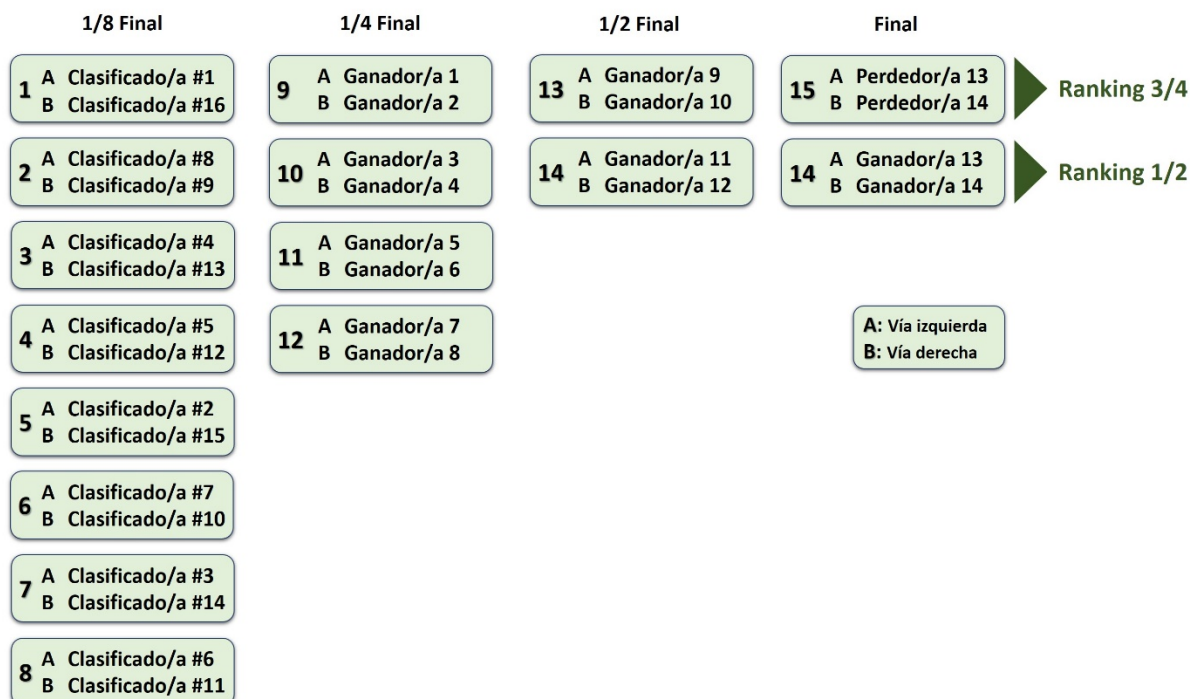 1/8 Final
1/4 Final
1/2 Final
Final
1
A Clasificado/a #1
B Clasificado/a #16
2
A Clasificado/a #8
B Clasificado/a #9
3
A Clasificado/a #4
B Clasificado/a #13
4
A Clasificado/a #5
B Clasificado/a #12
5
A Clasificado/a #2
B Clasificado/a #15
6
A Clasificado/a #7
B Clasificado/a #10
7
A Clasificado/a #3
B Clasificado/a #14
8
A Clasificado/a #6
B Clasificado/a #11
9
A Ganador/a 1
B Ganador/a 2
10
A Ganador/a 3
B Ganador/a 4
11
A Ganador/a 5
B Ganador/a 6
12
A Ganador/a 7
B Ganador/a 8
13
A Ganador/a 9
B Ganador/a 10
14
A Ganador/a 11
B Ganador/a 12
15
A Perdedor/a 13
B Perdedor/a 14
Ranking 3/4
14
A Ganador/a 13
B Ganador/a 14
Ranking 1/2
A: Vía izquierda
B: Vía derecha